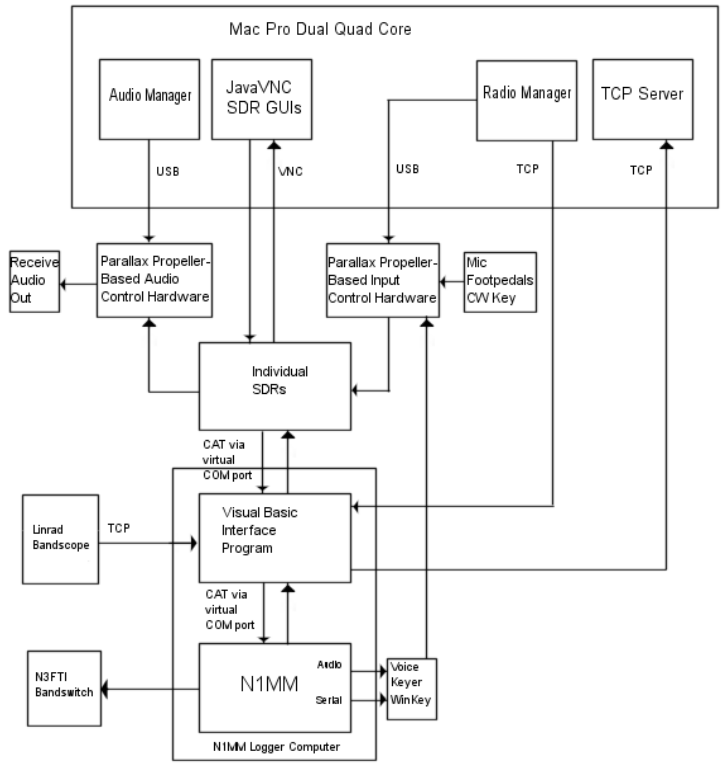 Mac Pro Dual Quad Core
Audio Manager
JavaVNC
SDR GUIs
Radio Manager
TCP Server
USB
VNC
USB
TCP
TCP
Receive
Audio
Out
Parallax Propeller-
Based Audio
Control Hardware
Parallax Propeller-
Based Input
Control Hardware
Mic
Footpedals
CW Key
Individual
SDRs
CAT via
virtual
COM port
Linrad
Bandscope
TCP
Visual Basic
Interface
Program
CAT via
virtual
COM port
N3FTI
Bandswitch
N1MM
Audio
Serial
Voice
Keyer
WinKey
N1MM Logger Computer